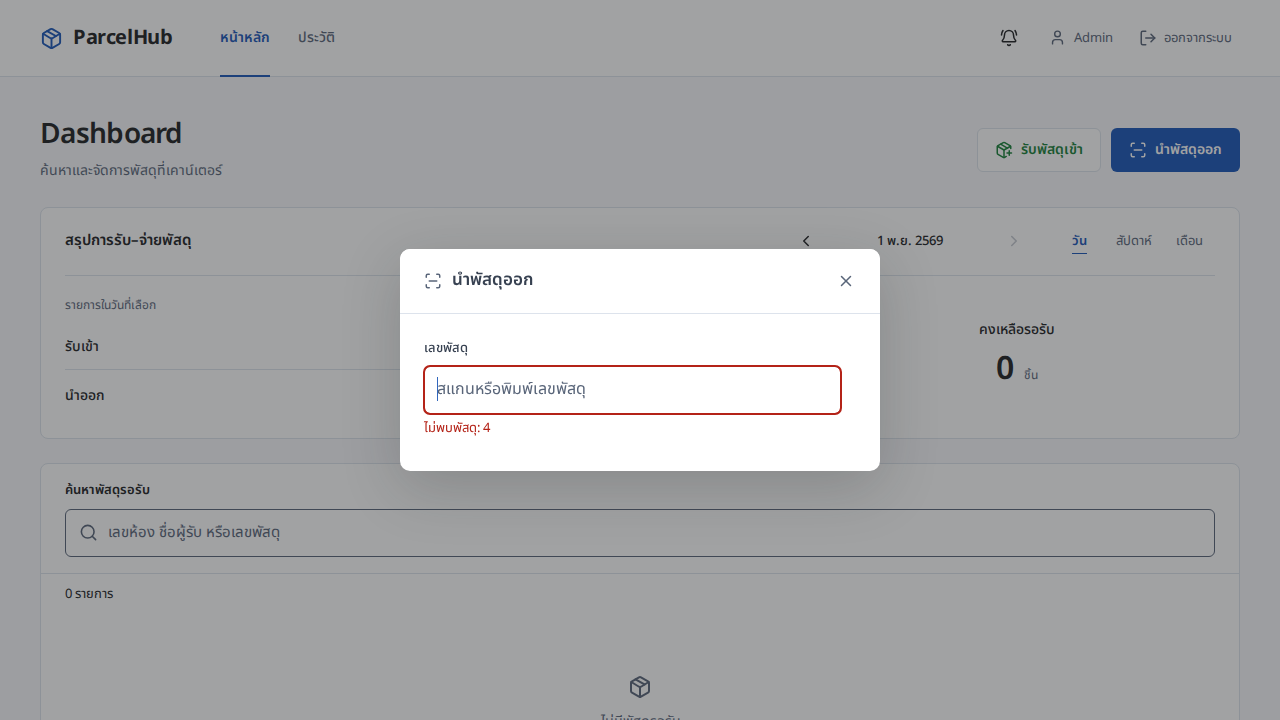 ParcelHub
หน้าหลัก
ประวัติ
Admin
ออกจากระบบ
Dashboard
ค้นหาและจัดการพัสดุที่เคาน์เตอร์
รับพัสดุเข้า
นำพัสดุออก
สรุปการรับ–จ่ายพัสดุ
1 พ.ย. 2569
วัน
สัปดาห์
เดือน
รายการในวันที่เลือก
รับเข้า
นำออก
คงเหลือรอรับ
0 ชิ้น
นำพัสดุออก
เลขพัสดุ
สแกนหรือพิมพ์เลขพัสดุ
ไม่พบพัสดุ: 4
ค้นหาพัสดุรอรับ
เลขห้อง ชื่อผู้รับ หรือเลขพัสดุ
0 รายการ
ไม่มีพัสดุรอรับ